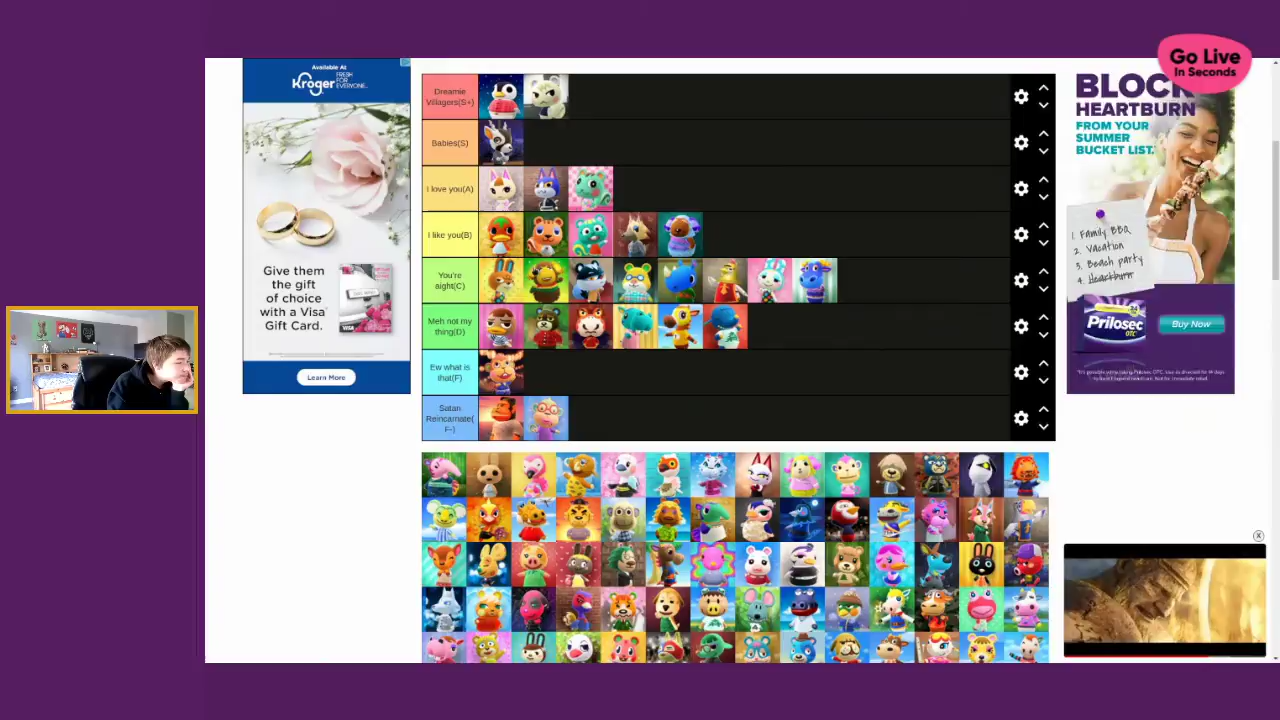 Go Live
In Seconds
Available At
Kroger
FRESH
FOR
EVERYONE
Give them
the gift
of choice
with a Visa
Gift Card.
VISA
Learn More
Dreamie
Villagers(S+)
Babies(S)
I love you(A)
I like you(B)
You're
aight(C)
Meh not my
thing(D)
Ew what is
that(F)
Satan
Reincarnate(
F-)
BLOCK
HEARTBURN
FROM YOUR
SUMMER
BUCKET LIST.
1. Family BBQ
2. Vacation
3. Beach party
4. Heartburn
Prilosec
OTC
Buy Now